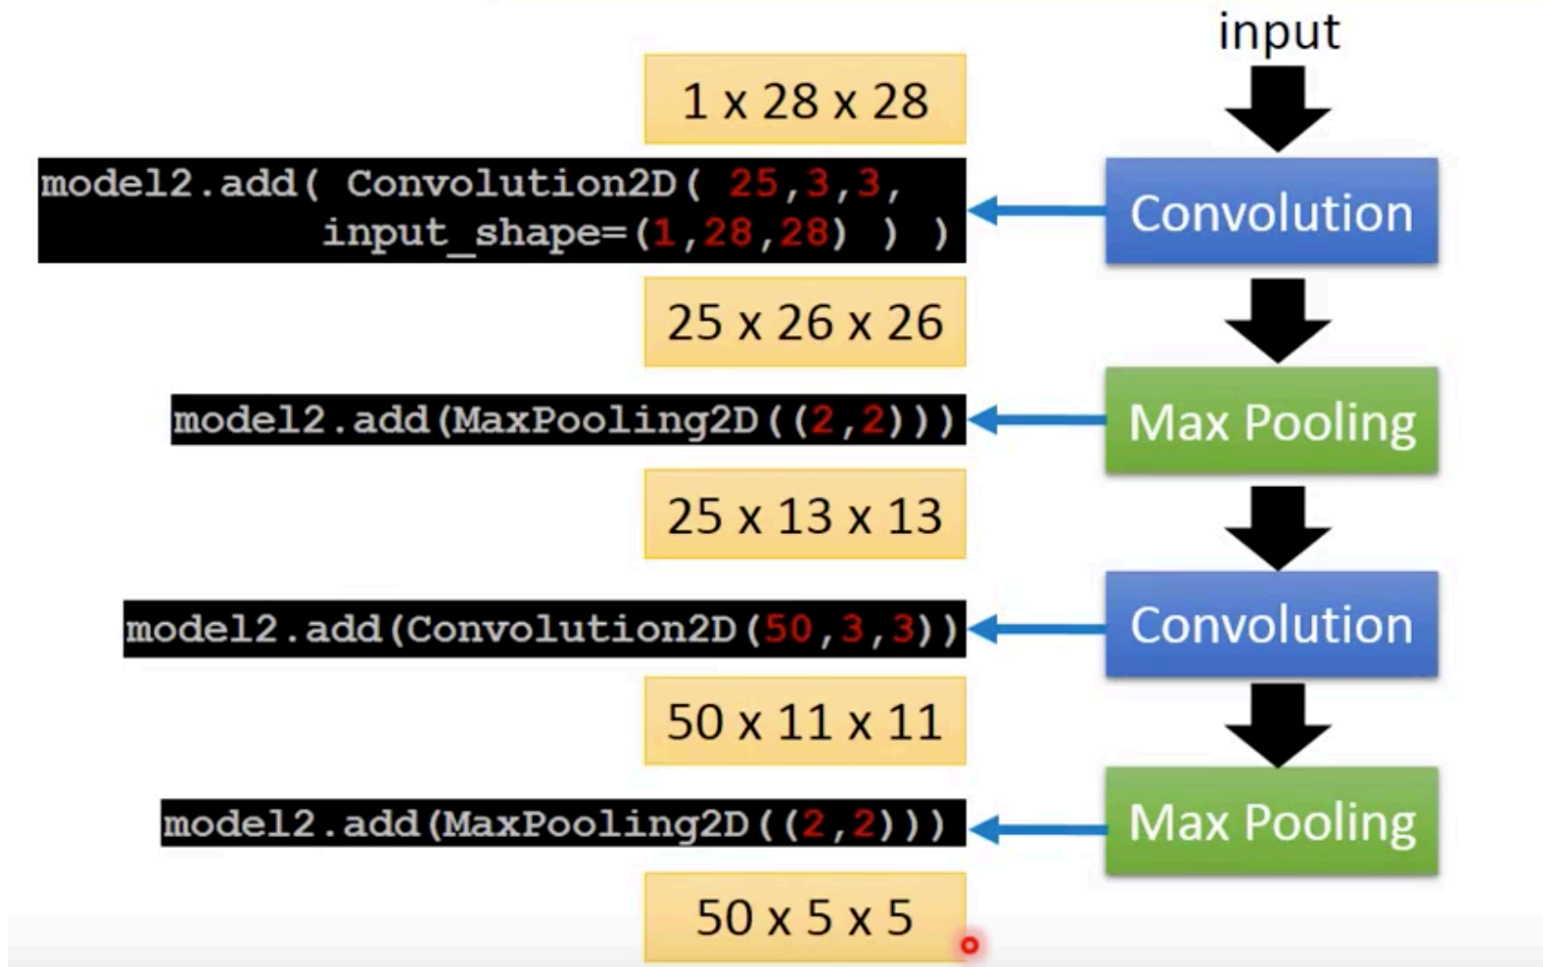 input
1 x 28 x 28
model2.add( Convolution2D( 25,3,3,
input_shape=(1,28,28) ) )
Convolution
25 x 26 x 26
model2.add(MaxPooling2D((2,2)))
Max Pooling
25 x 13 x 13
model2.add(Convolution2D(50,3,3))
Convolution
50 x 11 x 11
model2.add(MaxPooling2D((2,2)))
Max Pooling
50 x 5 x 5